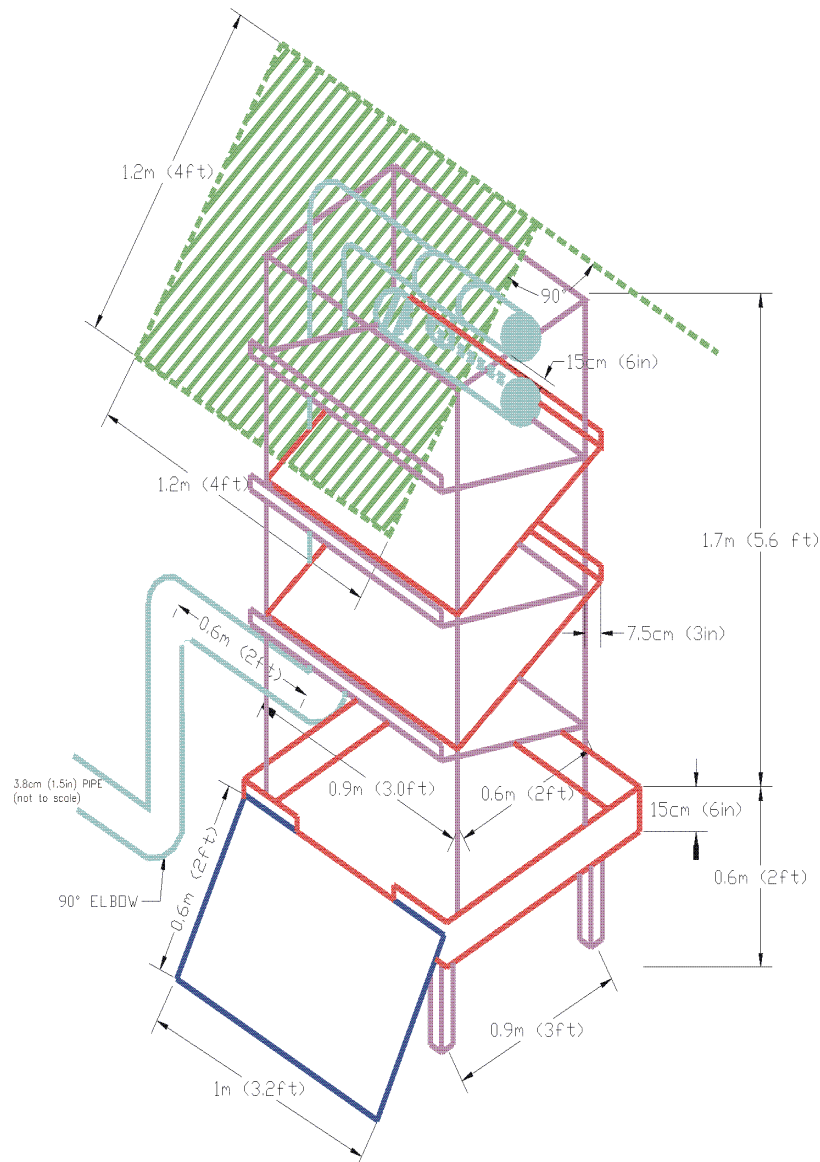 1.2m (4ft)
90°
15cm (6in)
1.2m (4ft)
1.7m (5.6 ft)
0.6m (2ft)
7.5cm (3in)
3.8cm (1.5in) PIPE
(not to scale)
0.9m (3.0ft)
0.6m (2ft)
15cm (6in)
0.6m (2ft)
0.6m (2ft)
90° ELBOW
0.9m (3ft)
1m (3.2ft)